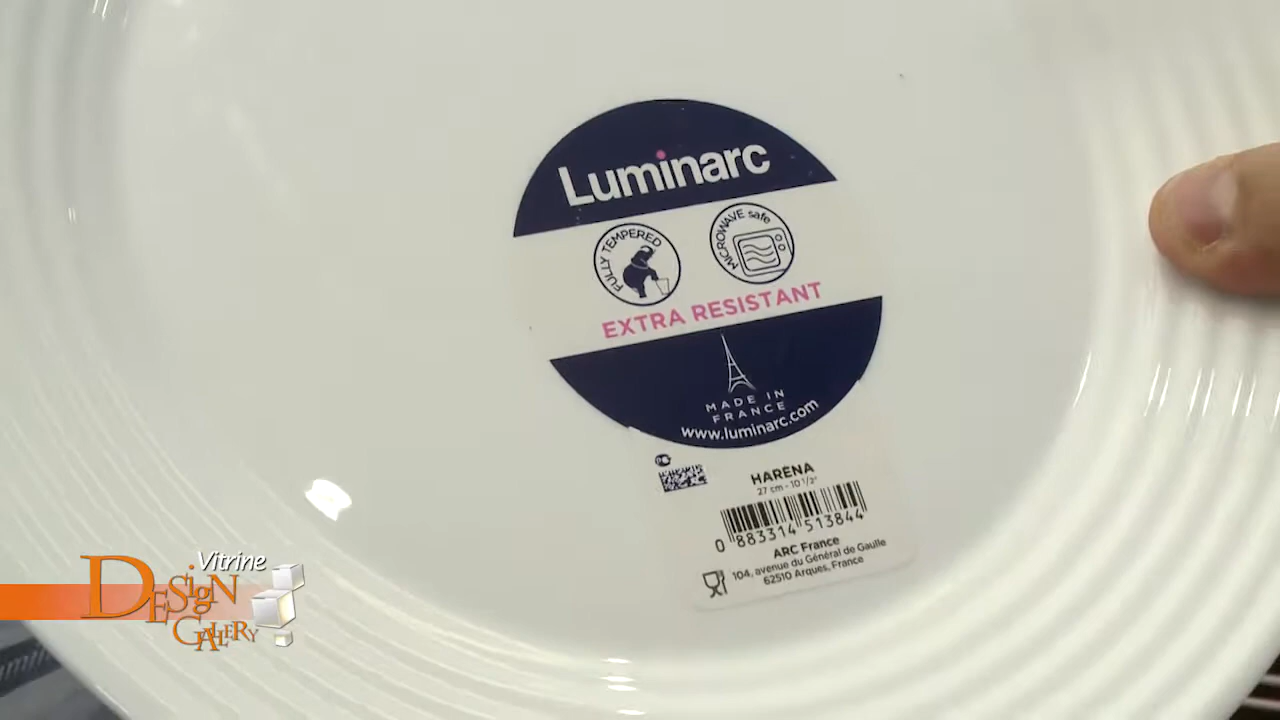 Luminarc
FULLY TEMPERED
MICROWAVE safe
EXTRA RESISTANT
MADE IN
FRANCE
www.luminarc.com
HARENA
27 cm - 10 1/2"
0 883314 513844
ARC France
104, avenue du Général de Gaulle
62510 Arques, France
Vitrine
DESIGN
GALLERY